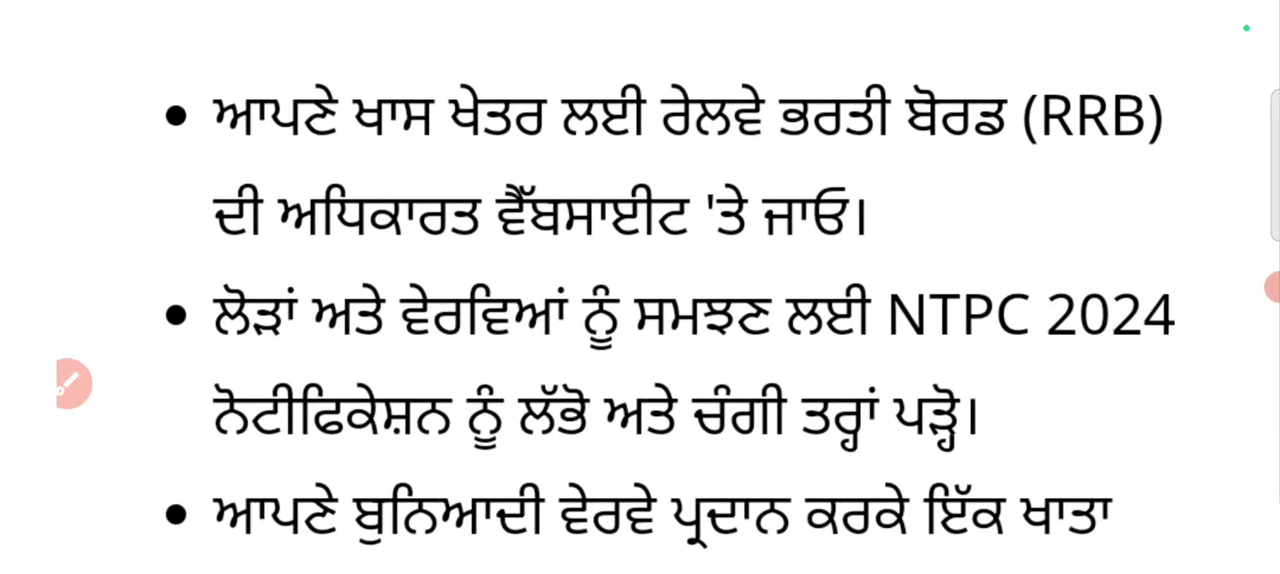 • ਆਪਣੇ ਖਾਸ ਖੇਤਰ ਲਈ ਰੇਲਵੇ ਭਰਤੀ ਬੋਰਡ (RRB)
ਦੀ ਅਧਿਕਾਰਤ ਵੈੱਬਸਾਈਟ 'ਤੇ ਜਾਓ।
• ਲੋੜਾਂ ਅਤੇ ਵੇਰਵਿਆਂ ਨੂੰ ਸਮਝਣ ਲਈ NTPC 2024
ਨੋਟੀਫਿਕੇਸ਼ਨ ਨੂੰ ਲੱਭੋ ਅਤੇ ਚੰਗੀ ਤਰ੍ਹਾਂ ਪੜ੍ਹੋ।
• ਆਪਣੇ ਬੁਨਿਆਦੀ ਵੇਰਵੇ ਪ੍ਰਦਾਨ ਕਰਕੇ ਇੱਕ ਖਾਤਾ